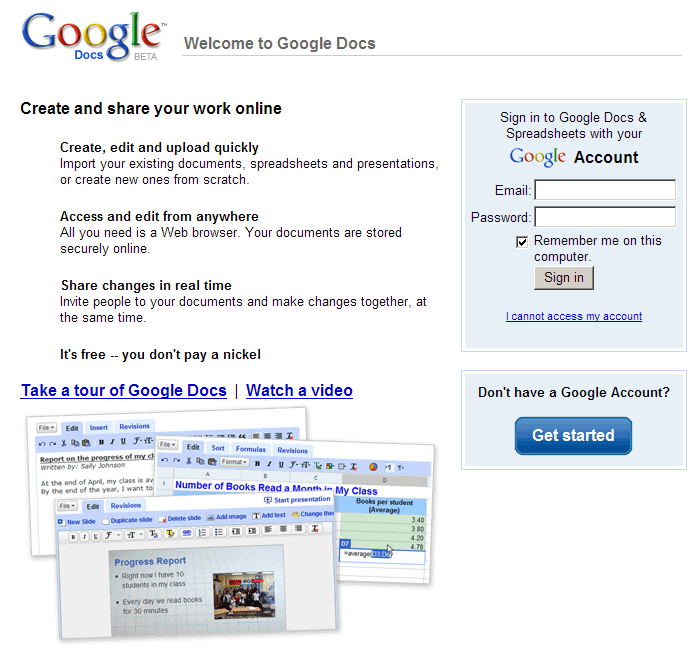 Google™
Docs BETA
Welcome to Google Docs
Create and share your work online
Create, edit and upload quickly
Import your existing documents, spreadsheets and presentations,
or create new ones from scratch.
Access and edit from anywhere
All you need is a Web browser. Your documents are stored
securely online.
Share changes in real time
Invite people to your documents and make changes together, at
the same time.
It's free -- you don't pay a nickel
Take a tour of Google Docs | Watch a video
Sign in to Google Docs &
Spreadsheets with your
Google Account
Email:
Password:
Remember me on this
computer.
Sign in
I cannot access my account
Don't have a Google Account?
Get started
File Edit Insert Revisions
Report on the progress of my cl
Written by: Sally Johnson
At the end of April, my class is av
By the end of the year, I want to
File Edit Sort Formulas Revisions
Format
A B C D
1 Number of Books Read a Month in My Class
Books per student
(Average)
3.40
3.80
4.20
4.76
D7
=average(D3:D6)
Start presentation
File Edit Revisions
New Slide Duplicate slide Delete slide Add image Add text Change then
Progress Report
• Right now I have 10
students in my class
• Every day we read books
for 30 minutes